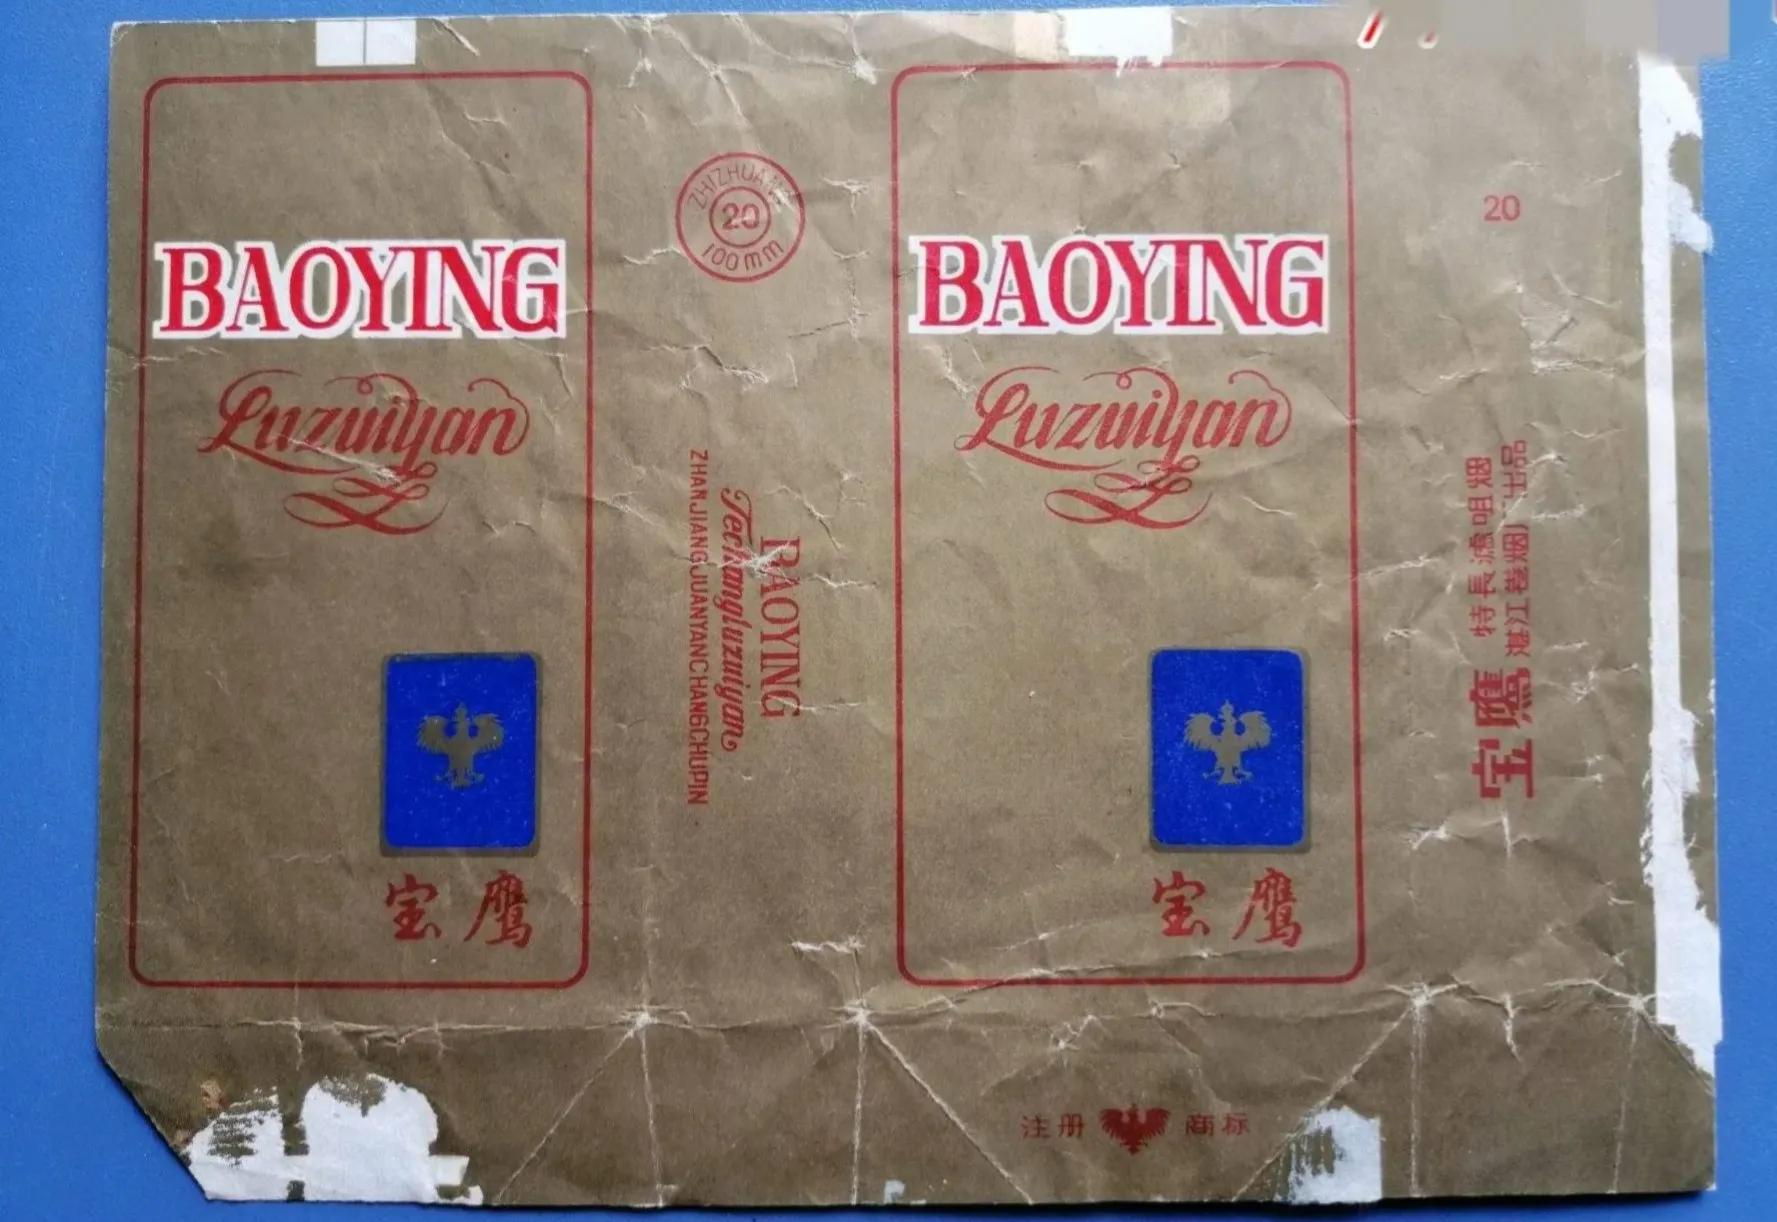 BAOYING
Luzuiyan
宝鹰
ZHIZHUANG
20
100mm
BAOYING
Techangluzuiyan
ZHANJIANGJUANYANCHANGCHUPIN
BAOYING
Luzuiyan
宝鹰
20
宝鹰
特長滤咀烟
湛江卷烟厂出品
注册 商标